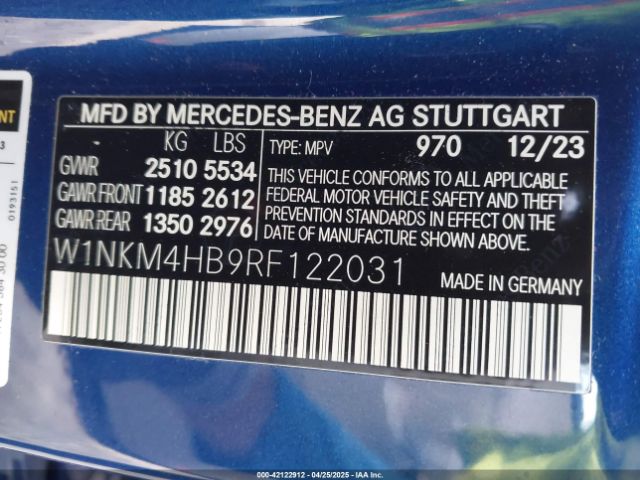 MFD BY MERCEDES-BENZ AG STUTTGART
KG LBS TYPE: MPV 970 12/23
GVWR 2510 5534
GAWR FRONT 1185 2612
GAWR REAR 1350 2976
THIS VEHICLE CONFORMS TO ALL APPLICABLE
FEDERAL MOTOR VEHICLE SAFETY AND THEFT
PREVENTION STANDARDS IN EFFECT ON THE
DATE OF MANUFACTURE SHOWN ABOVE.
W1NKM4HB9RF122031
MADE IN GERMANY
0193151
000-42122912 - 04/25/2025 - IAA Inc.